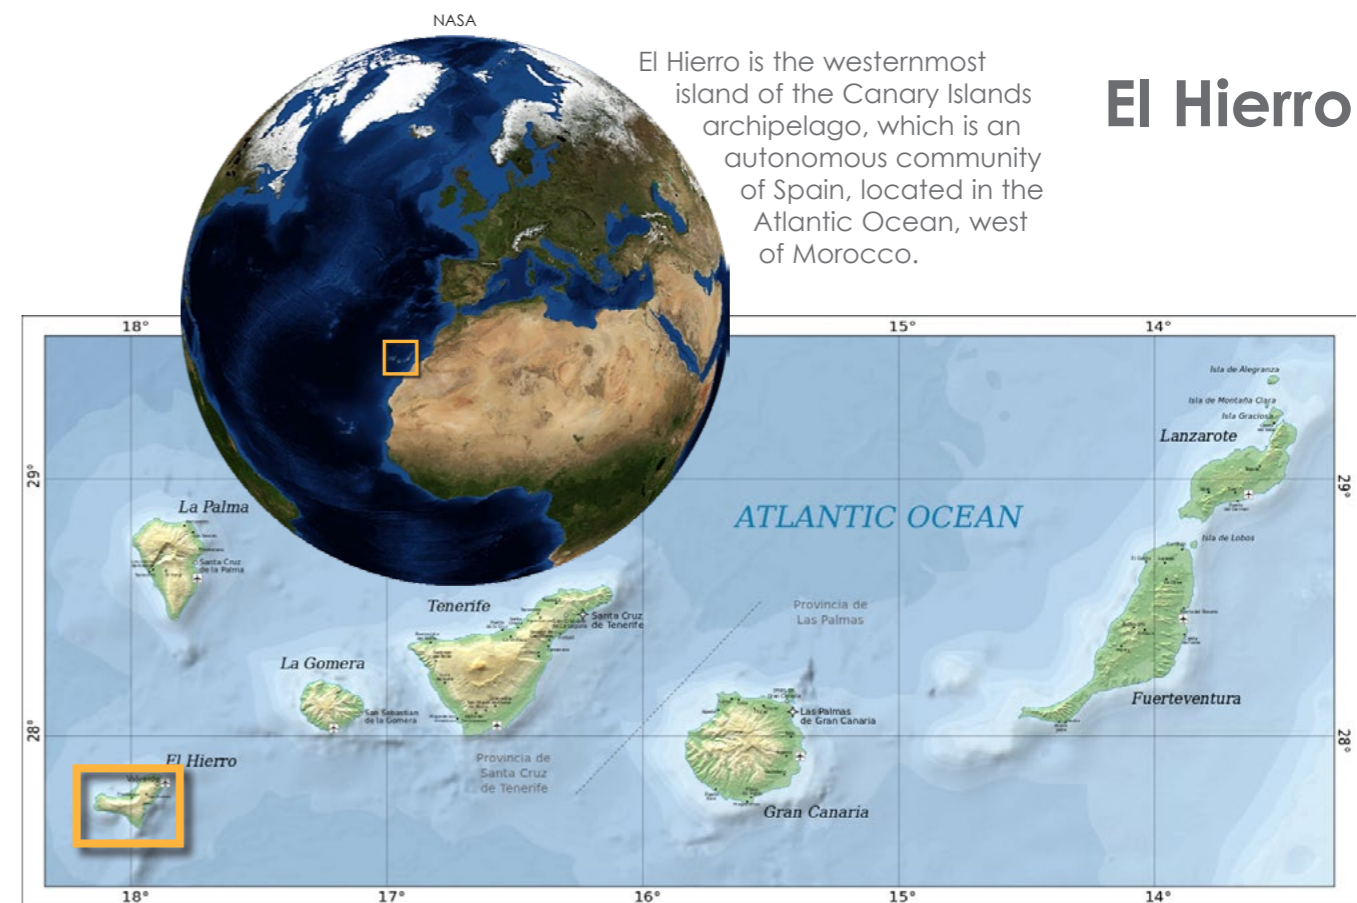 NASA
El Hierro is the westernmost
island of the Canary Islands
archipelago, which is an
autonomous community
of Spain, located in the
Atlantic Ocean, west
of Morocco.
El Hierro
18°
15°
14°
Isla de Alegranza
Isla de Montaña Clara
Isla Graciosa
Lanzarote
29°
29°
La Palma
ATLANTIC OCEAN
Isla de Lobos
Santa Cruz
de la Palma
Tenerife
Santa Cruz
de Tenerife
Provincia de
Las Palmas
La Gomera
San Sebastian
de la Gomera
Fuerteventura
Las Palmas
de Gran Canaria
28°
28°
El Hierro
Valverde
Provincia de
Santa Cruz
de Tenerife
Gran Canaria
18°
17°
16°
15°
14°